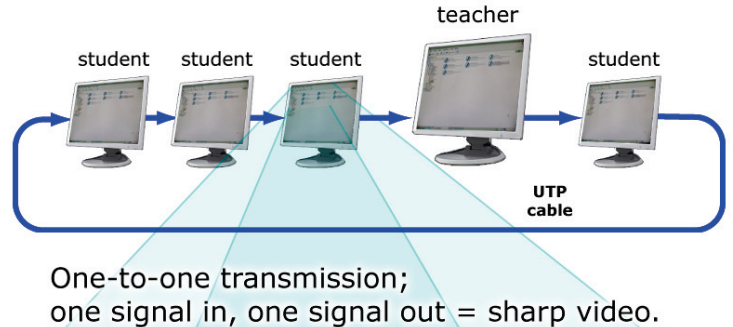 teacher
student
student
student
student
UTP
cable
One-to-one transmission;
one signal in, one signal out = sharp video.